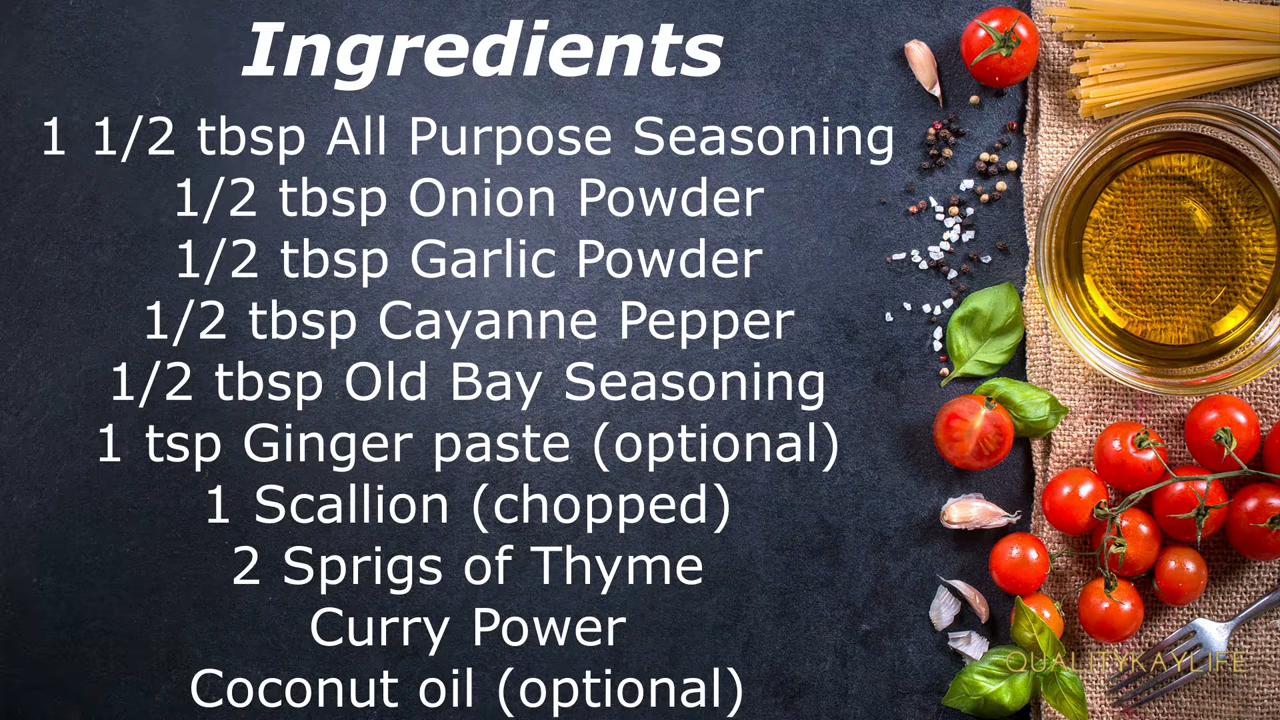 Ingredients
1 1/2 tbsp All Purpose Seasoning
1/2 tbsp Onion Powder
1/2 tbsp Garlic Powder
1/2 tbsp Cayanne Pepper
1/2 tbsp Old Bay Seasoning
1 tsp Ginger paste (optional)
1 Scallion (chopped)
2 Sprigs of Thyme
Curry Power
Coconut oil (optional)
QUALITYKAYLIFE